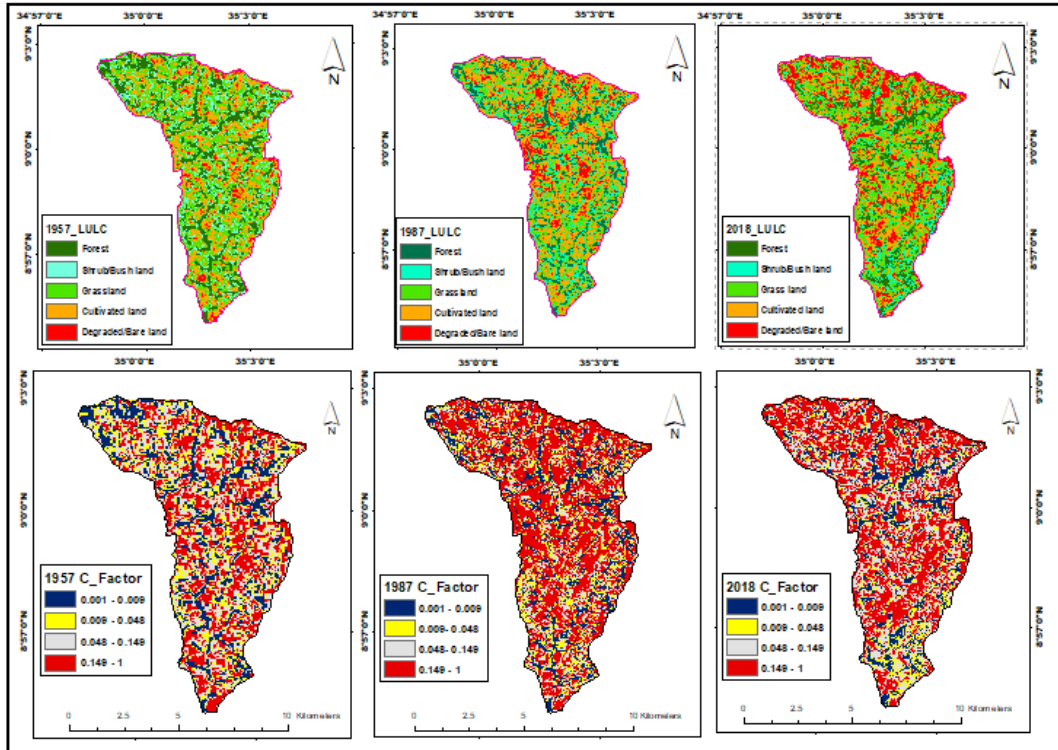 34°57'0"E 35°0'0"E 35°3'0"E
34°57'0"E 35°0'0"E 35°3'0"E
34°57'0"E 35°0'0"E 35°3'0"E
9°3'0"N
9°0'0"N
8°57'0"N
N
1957_LULC
Forest
Shrub/Bush land
Grassland
Cultivated land
Degraded/Bare land
9°3'0"N
9°0'0"N
8°57'0"N
N
1987_LULC
Forest
Shrub/Bush land
Grassland
Cultivated land
Degraded/Bare land
N
2018_LULC
Forest
Shrub/Bush land
Grass land
Cultivated land
Degraded/Bare land
9°3'0"N
9°0'0"N
8°57'0"N
35°0'0"E 35°3'0"E
35°0'0"E 35°3'0"E
35°0'0"E 35°3'0"E
9°3'0"N
9°0'0"N
8°57'0"N
N
1957 C_Factor
0.001 - 0.009
0.009 - 0.048
0.048 - 0.149
0.149 - 1
0 2.5 5 10 Kilometers
9°3'0"N
9°0'0"N
8°57'0"N
N
1987 C_Factor
0.001 - 0.009
0.009 - 0.048
0.048 - 0.149
0.149 - 1
0 2.5 5 10 Kilometers
N
2018 C_Factor
0.001 - 0.009
0.009 - 0.048
0.048 - 0.149
0.149 - 1
0 2.5 5 10 Kilometers
9°3'0"N
9°0'0"N
8°57'0"N